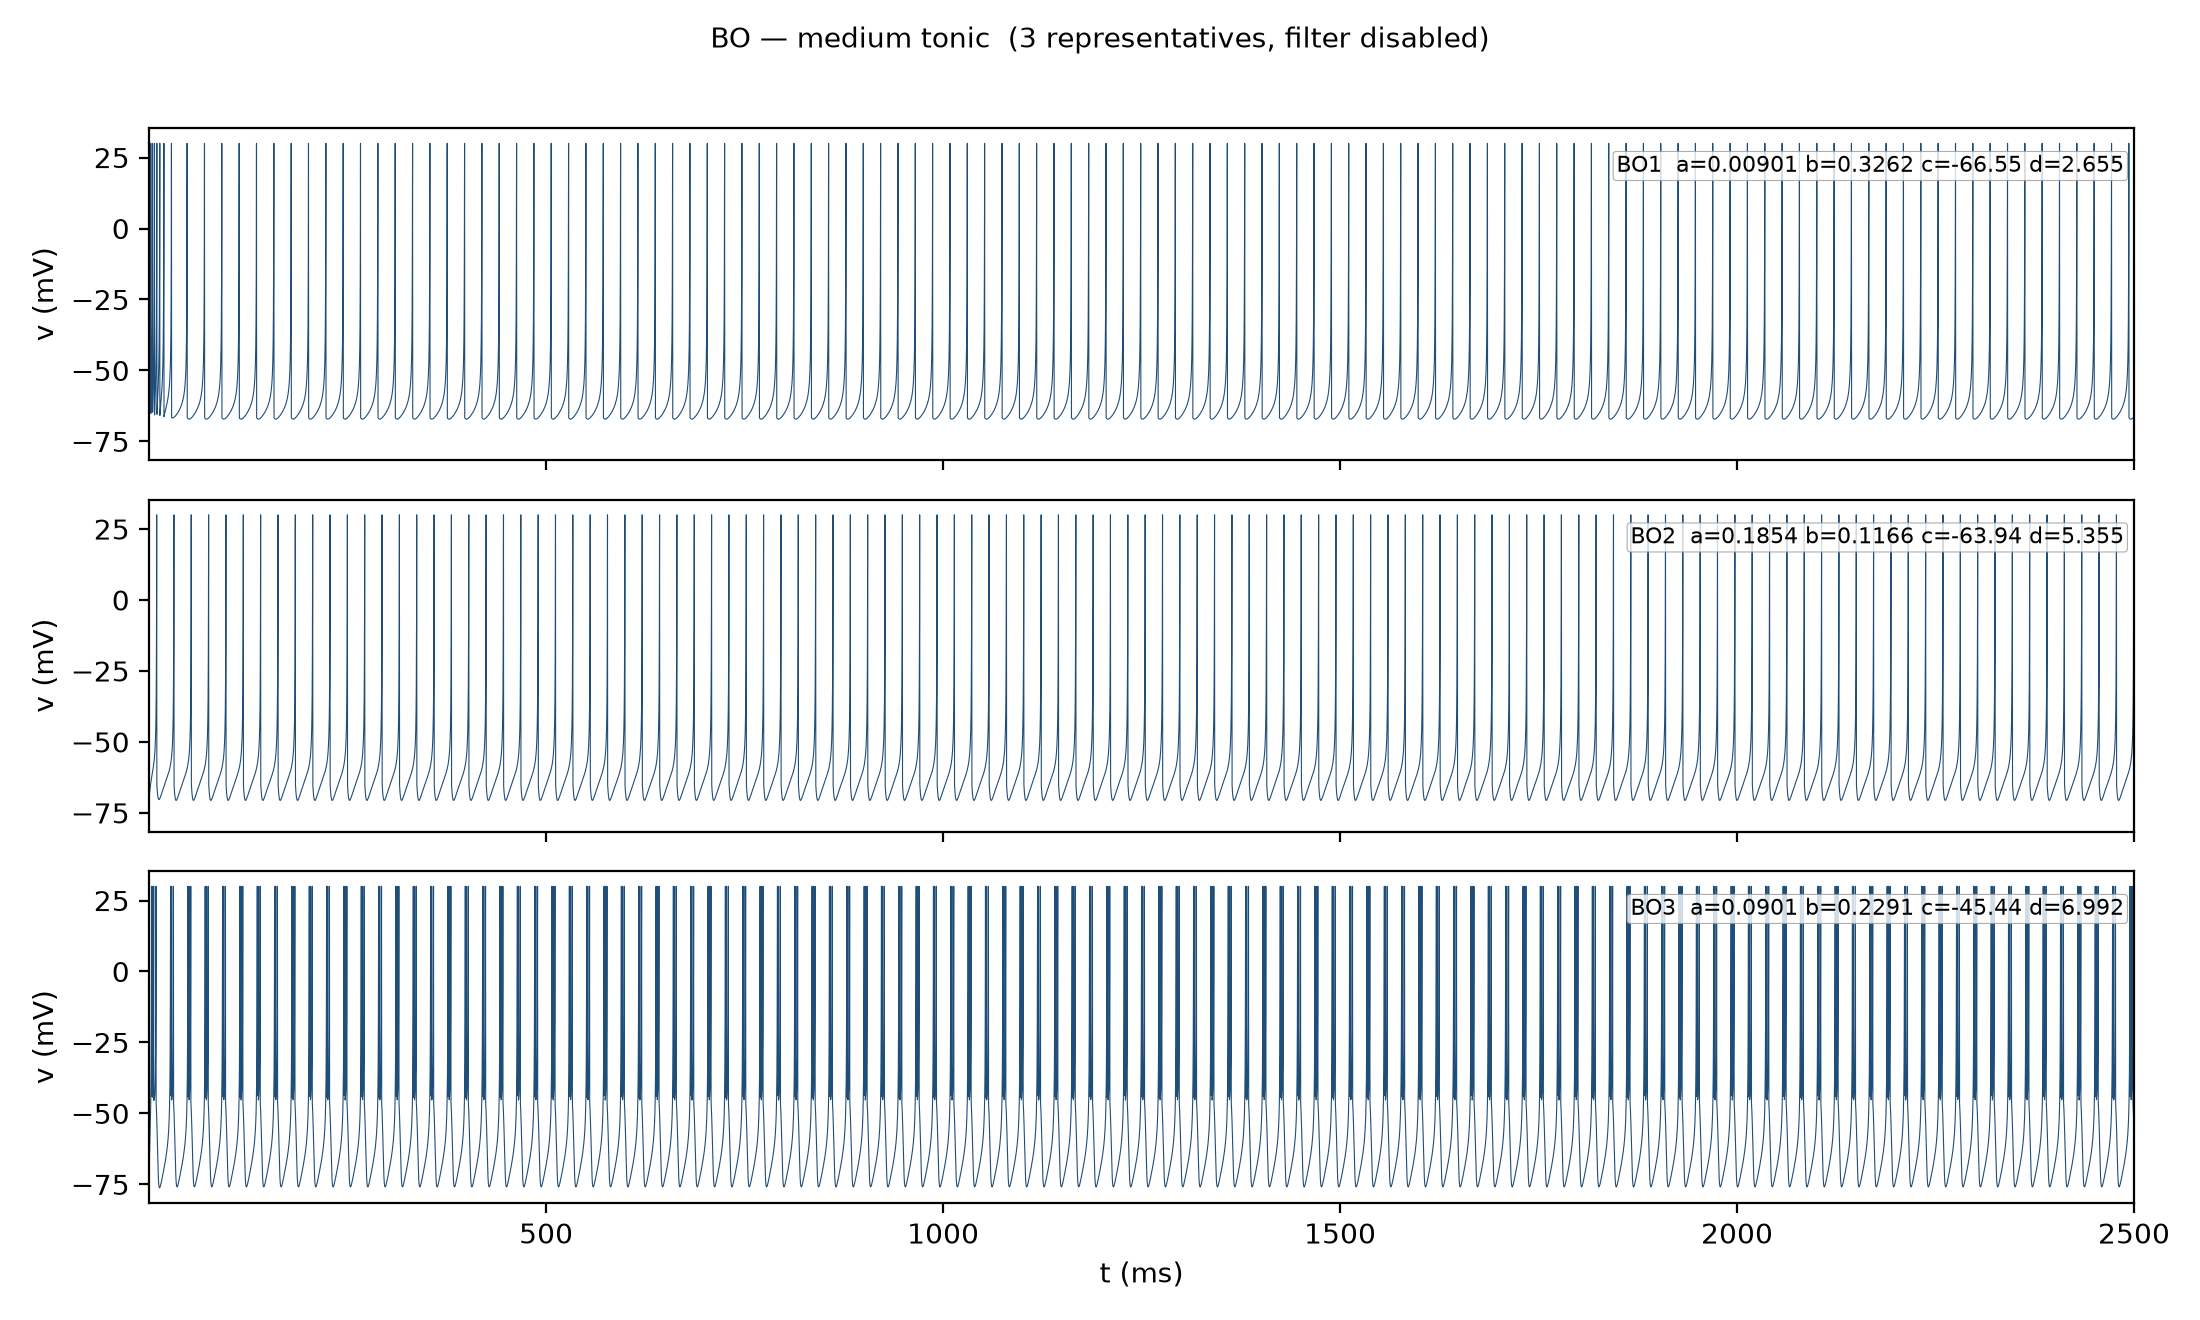 BO — medium tonic (3 representatives, filter disabled)
25
0
−25
−50
−75
v (mV)
BO1 a=0.00901 b=0.3262 c=-66.55 d=2.655
25
0
−25
−50
−75
v (mV)
BO2 a=0.1854 b=0.1166 c=-63.94 d=5.355
25
0
−25
−50
−75
v (mV)
BO3 a=0.0901 b=0.2291 c=-45.44 d=6.992
500 1000 1500 2000 2500
t (ms)